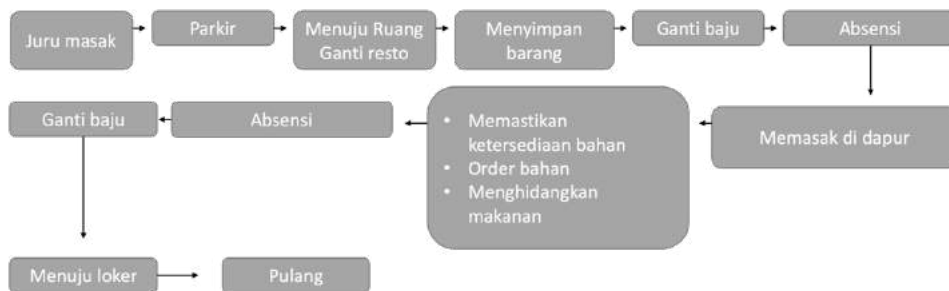 Juru masak
Parkir
Menuju Ruang
Ganti resto
Menyimpan
barang
Ganti baju
Absensi
Memasak di dapur
• Memastikan
ketersediaan bahan
• Order bahan
• Menghidangkan
makanan
Absensi
Ganti baju
Menuju loker
Pulang